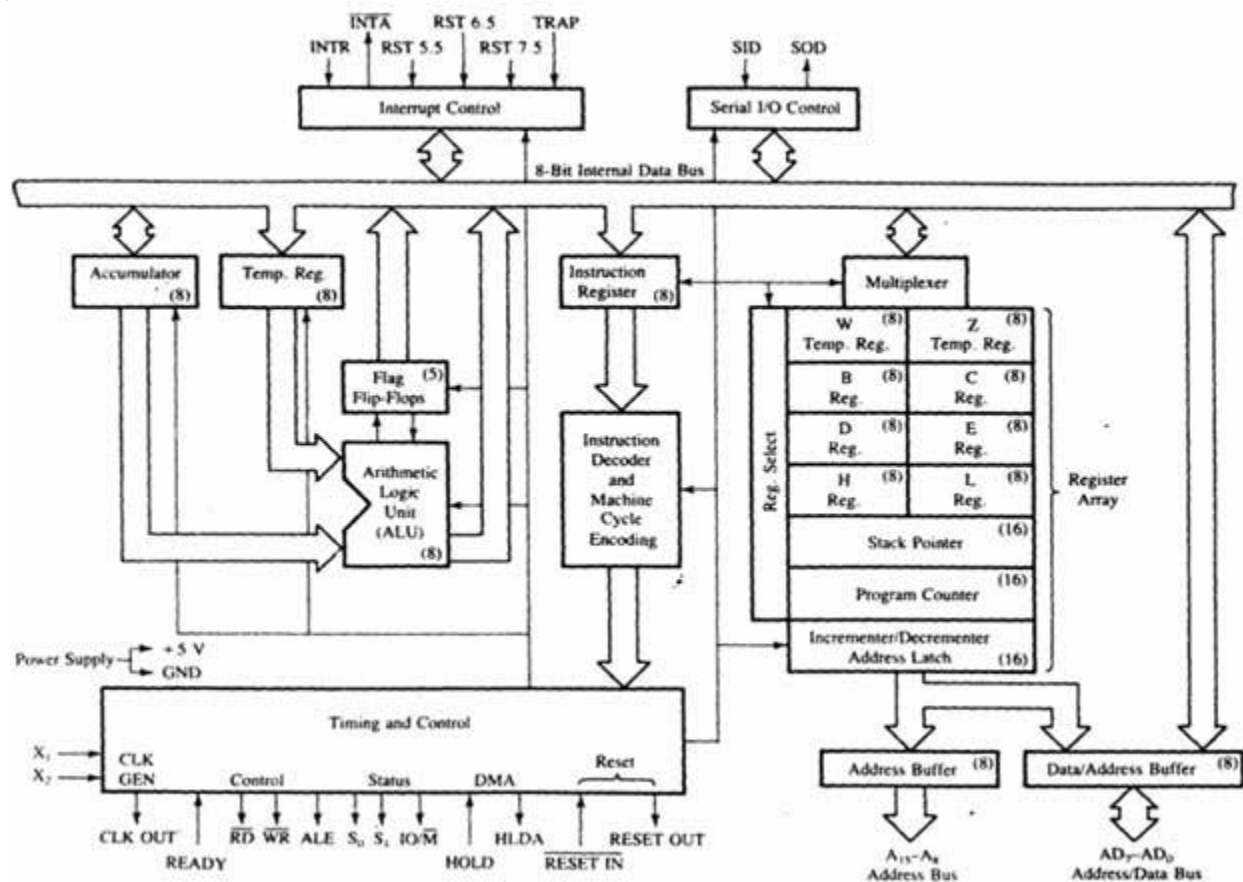 INTA
RST 6.5
TRAP
INTR
RST 5.5
RST 7.5
SID
SOD
Interrupt Control
Serial I/O Control
8-Bit Internal Data Bus
Accumulator
(8)
Temp. Reg.
(8)
Instruction
Register
(8)
Multiplexer
Flag
(5)
Flip-Flops
Arithmetic
Logic
Unit
(ALU)
(8)
Instruction
Decoder
and
Machine
Cycle
Encoding
Reg. Select
W
(8)
Temp. Reg.
Z
(8)
Temp. Reg.
B
(8)
Reg.
C
(8)
Reg.
D
(8)
Reg.
E
(8)
Reg.
H
(8)
Reg.
L
(8)
Reg.
(16)
Stack Pointer
(16)
Program Counter
Incrementer/Decrementer
Address Latch
(16)
Register
Array
Power Supply
+5 V
GND
Timing and Control
X₁
X₂
CLK
GEN
Control
Status
DMA
Reset
CLK OUT
READY
RD
WR
ALE
S₀
S₁
IO/M
HOLD
HLDA
RESET IN
RESET OUT
Address Buffer
(8)
Data/Address Buffer
(8)
A₁₅–A₈
Address Bus
AD₇–AD₀
Address/Data Bus